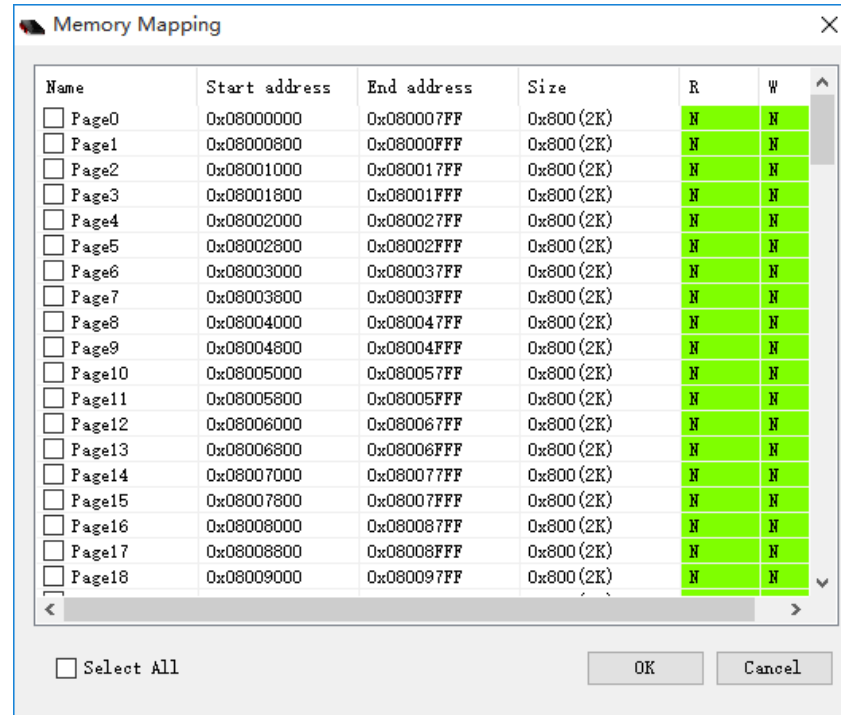 Memory Mapping
Name Start address End address Size R W
Page0 0x08000000 0x080007FF 0x800(2K) N N
Page1 0x08000800 0x08000FFF 0x800(2K) N N
Page2 0x08001000 0x080017FF 0x800(2K) N N
Page3 0x08001800 0x08001FFF 0x800(2K) N N
Page4 0x08002000 0x080027FF 0x800(2K) N N
Page5 0x08002800 0x08002FFF 0x800(2K) N N
Page6 0x08003000 0x080037FF 0x800(2K) N N
Page7 0x08003800 0x08003FFF 0x800(2K) N N
Page8 0x08004000 0x080047FF 0x800(2K) N N
Page9 0x08004800 0x08004FFF 0x800(2K) N N
Page10 0x08005000 0x080057FF 0x800(2K) N N
Page11 0x08005800 0x08005FFF 0x800(2K) N N
Page12 0x08006000 0x080067FF 0x800(2K) N N
Page13 0x08006800 0x08006FFF 0x800(2K) N N
Page14 0x08007000 0x080077FF 0x800(2K) N N
Page15 0x08007800 0x08007FFF 0x800(2K) N N
Page16 0x08008000 0x080087FF 0x800(2K) N N
Page17 0x08008800 0x08008FFF 0x800(2K) N N
Page18 0x08009000 0x080097FF 0x800(2K) N N
Select All OK Cancel